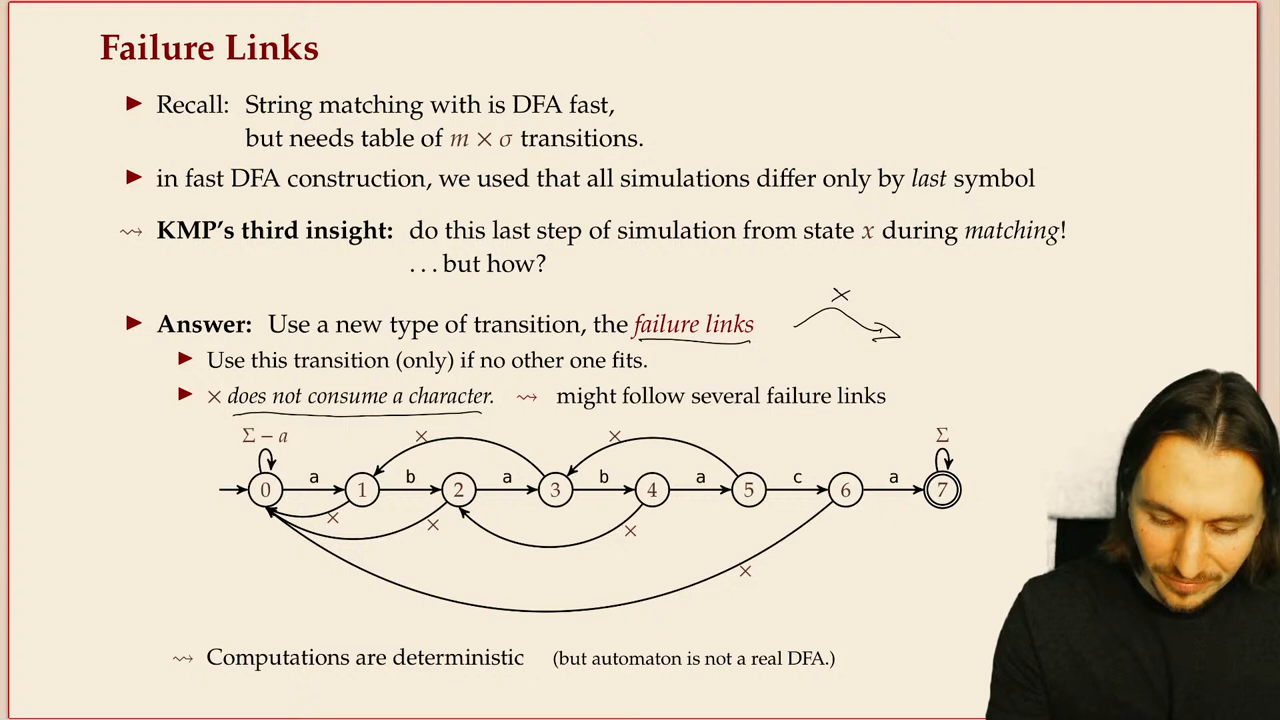 Failure Links
▶ Recall: String matching with is DFA fast,
but needs table of m × σ transitions.
▶ in fast DFA construction, we used that all simulations differ only by last symbol
⇝ KMP's third insight: do this last step of simulation from state x during matching!
…but how?
×
▶ Answer: Use a new type of transition, the failure links
▶ Use this transition (only) if no other one fits.
▶ × does not consume a character. ⇝ might follow several failure links
Σ − a × × Σ
a b a b a c a
0 1 2 3 4 5 6 7
× × × ×
⇝ Computations are deterministic (but automaton is not a real DFA.)